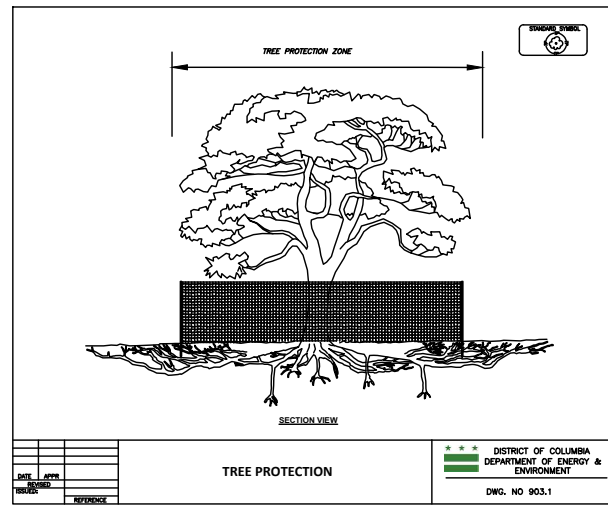 STANDARD SYMBOL
TREE PROTECTION ZONE
SECTION VIEW
DATE APPR
REVISED
ISSUED:
REFERENCE
TREE PROTECTION
DISTRICT OF COLUMBIA
DEPARTMENT OF ENERGY &
ENVIRONMENT
DWG. NO 903.1